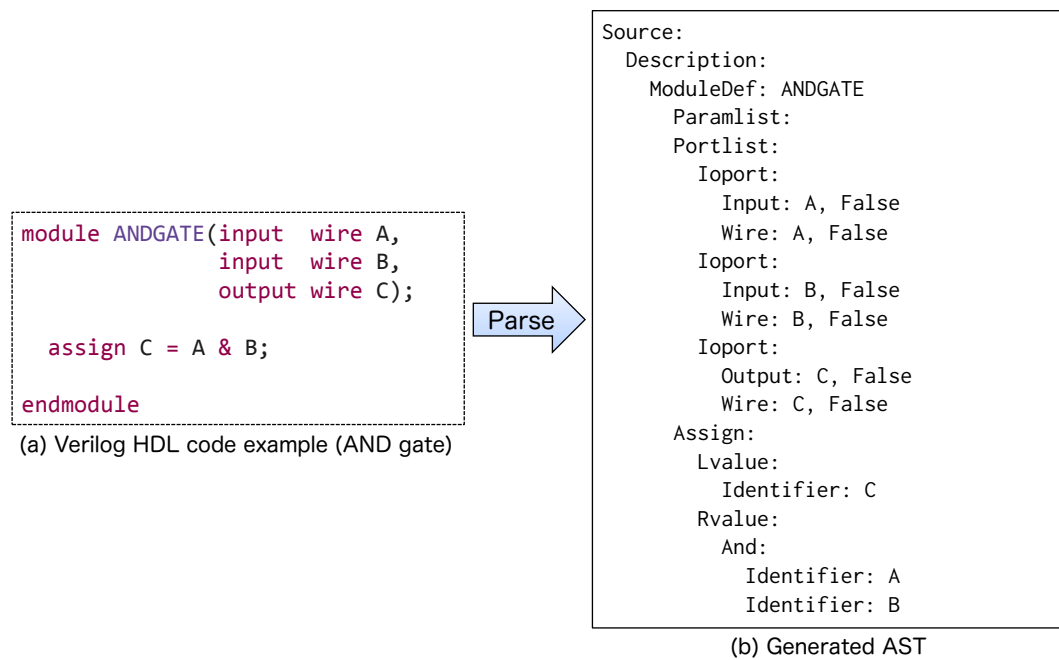 module ANDGATE(input  wire A,
               input  wire B,
               output wire C);
  assign C = A & B;
endmodule
(a) Verilog HDL code example (AND gate)
Parse
Source:
  Description:
    ModuleDef: ANDGATE
      Paramlist:
      Portlist:
        Ioport:
          Input: A, False
          Wire: A, False
        Ioport:
          Input: B, False
          Wire: B, False
        Ioport:
          Output: C, False
          Wire: C, False
      Assign:
        Lvalue:
          Identifier: C
        Rvalue:
          And:
            Identifier: A
            Identifier: B
(b) Generated AST